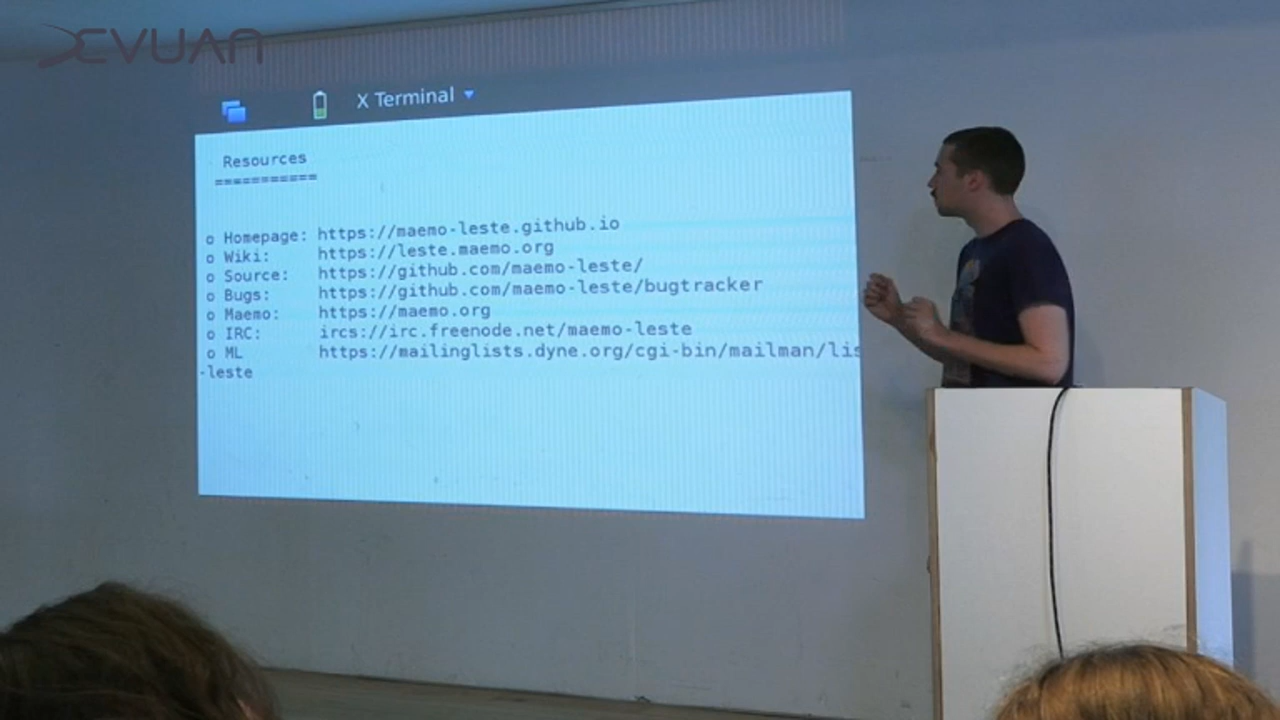 DEVUAN
X Terminal
Resources
===========
o Homepage: https://maemo-leste.github.io
o Wiki: https://leste.maemo.org
o Source: https://github.com/maemo-leste/
o Bugs: https://github.com/maemo-leste/bugtracker
o Maemo: https://maemo.org
o IRC: ircs://irc.freenode.net/maemo-leste
o ML https://mailinglists.dyne.org/cgi-bin/mailman/lis
-leste